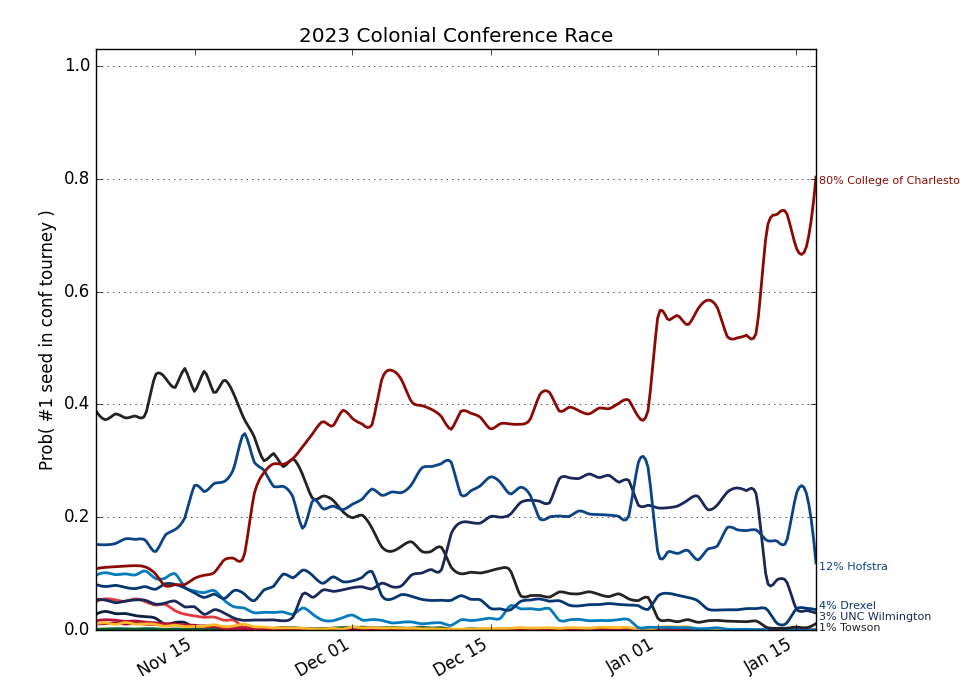 2023 Colonial Conference Race
Prob( #1 seed in conf tourney )
1.0
0.8
0.6
0.4
0.2
0.0
Nov 15
Dec 01
Dec 15
Jan 01
Jan 15
80% College of Charlesto
12% Hofstra
4% Drexel
3% UNC Wilmington
1% Towson